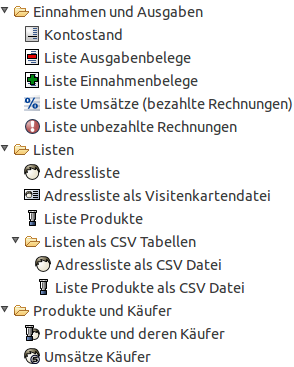 Einnahmen und Ausgaben
Kontostand
Liste Ausgabenbelege
Liste Einnahmenbelege
Liste Umsätze (bezahlte Rechnungen)
Liste unbezahlte Rechnungen
Listen
Adressliste
Adressliste als Visitenkartendatei
Liste Produkte
Listen als CSV Tabellen
Adressliste als CSV Datei
Liste Produkte als CSV Datei
Produkte und Käufer
Produkte und deren Käufer
Umsätze Käufer